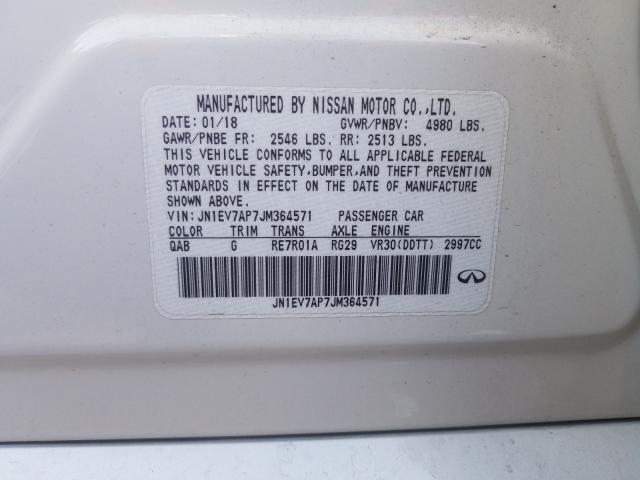 MANUFACTURED BY NISSAN MOTOR CO.,LTD.
DATE: 01/18 GVWR/PNBV: 4980 LBS.
GAWR/PNBE FR: 2546 LBS. RR: 2513 LBS.
THIS VEHICLE CONFORMS TO ALL APPLICABLE FEDERAL
MOTOR VEHICLE SAFETY,BUMPER,AND THEFT PREVENTION
STANDARDS IN EFFECT ON THE DATE OF MANUFACTURE
SHOWN ABOVE.
VIN:JN1EV7AP7JM364571 PASSENGER CAR
COLOR TRIM TRANS AXLE ENGINE
QAB G RE7R01A RG29 VR30(DDTT) 2997CC
JN1EV7AP7JM364571